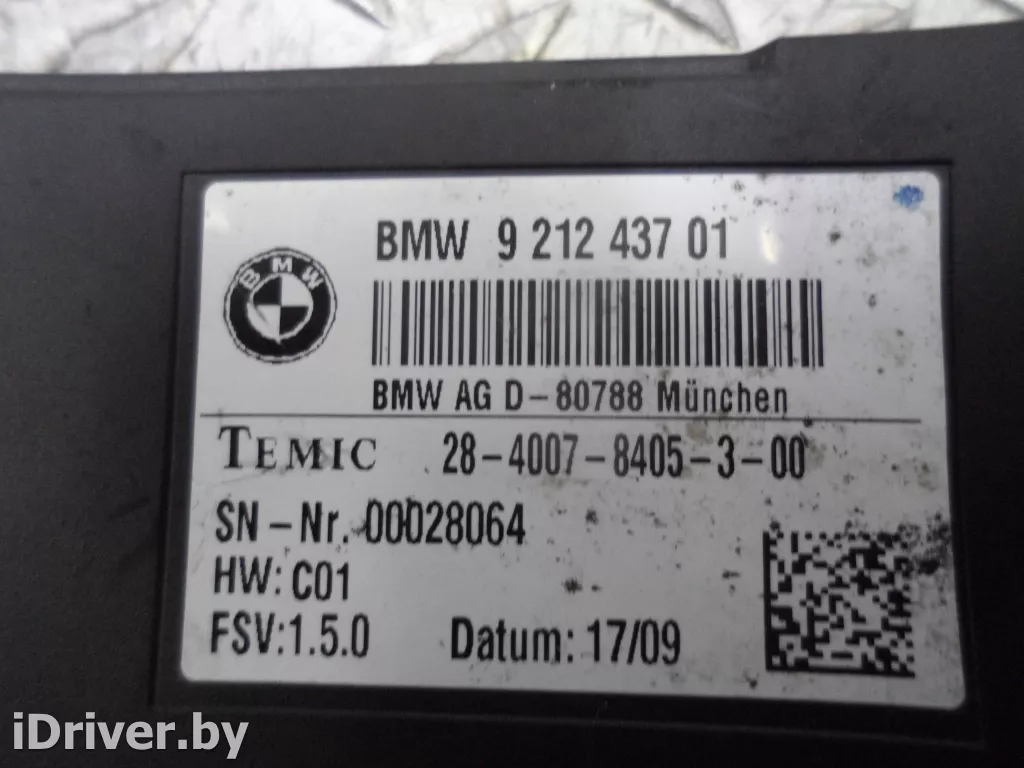 BMW 9 212 437 01
BMW
BMW AG D-80788 München
TEMIC 28-4007-8405-3-00
SN-Nr. 00028064
HW: C01
FSV:1.5.0 Datum: 17/09
iDriver.by